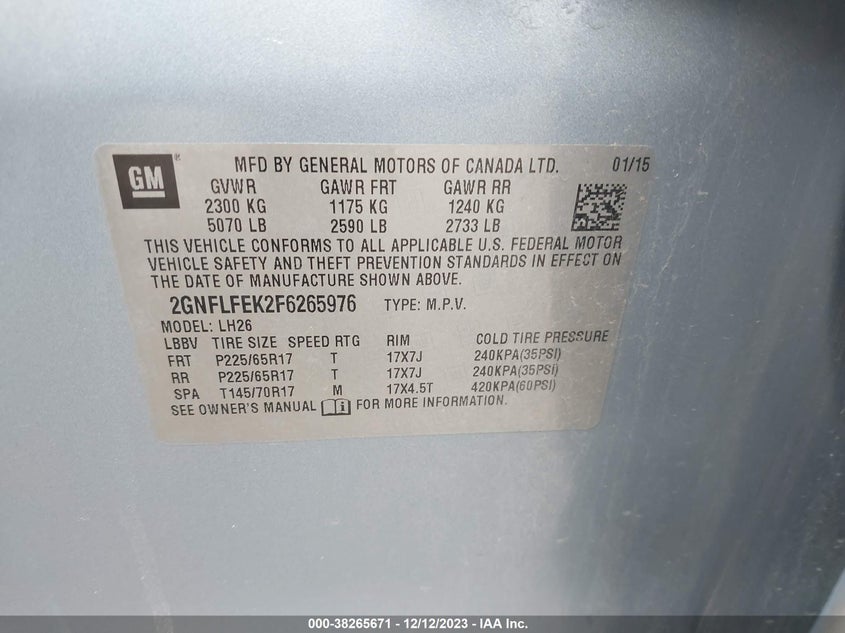 GM ® MFD BY GENERAL MOTORS OF CANADA LTD. 01/15
GVWR GAWR FRT GAWR RR
2300 KG 1175 KG 1240 KG
5070 LB 2590 LB 2733 LB
THIS VEHICLE CONFORMS TO ALL APPLICABLE U.S. FEDERAL MOTOR
VEHICLE SAFETY AND THEFT PREVENTION STANDARDS IN EFFECT ON
THE DATE OF MANUFACTURE SHOWN ABOVE.
2GNFLFEK2F6265976 TYPE: M.P.V.
MODEL: LH26
LBBV TIRE SIZE SPEED RTG RIM COLD TIRE PRESSURE
FRT P225/65R17 T 17X7J 240KPA(35PSI)
RR P225/65R17 T 17X7J 240KPA(35PSI)
SPA T145/70R17 M 17X4.5T 420KPA(60PSI)
SEE OWNER'S MANUAL i FOR MORE INFORMATION.
000-38265671 - 12/12/2023 - IAA Inc.